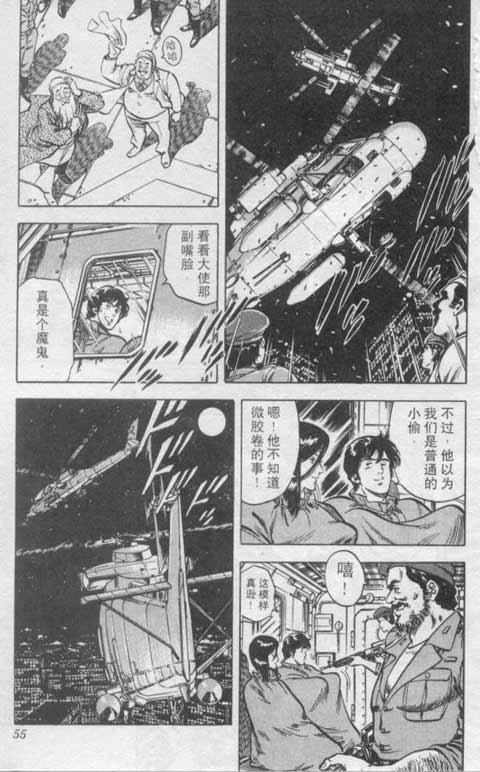 哈
哈
看看大使那
副嘴脸
真是个魔鬼．
不过，他以为
我们是普通的
小偷．
嗯！他不知道
微胶卷的事！
嘻！
这模样
真逊！
55